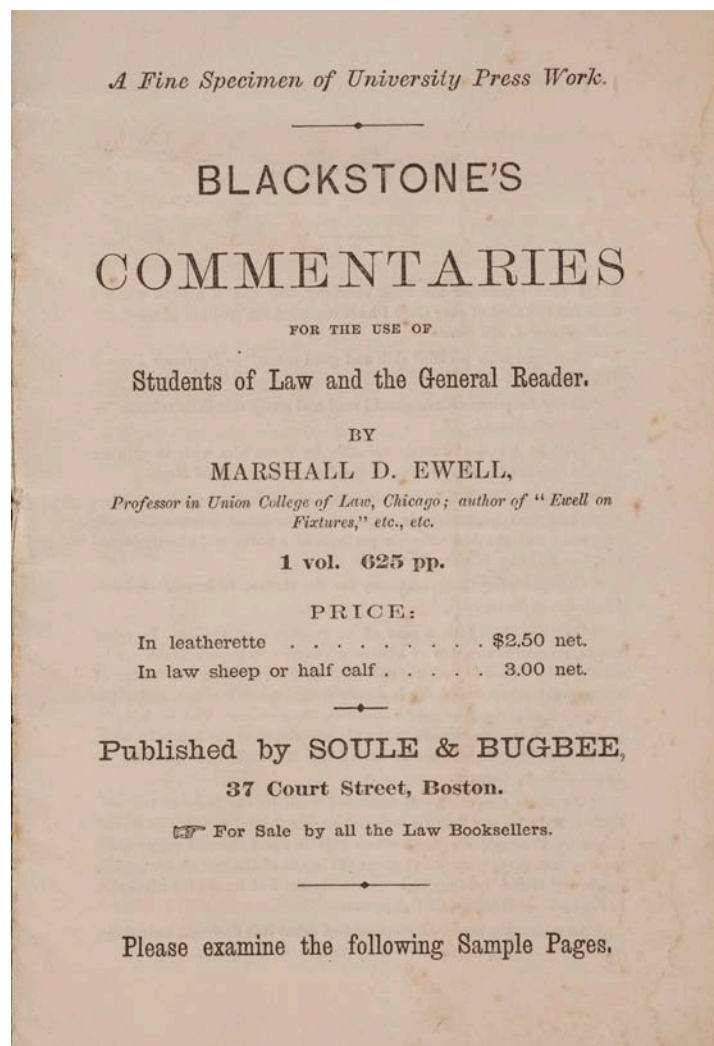 A Fine Specimen of University Press Work.
BLACKSTONE'S
COMMENTARIES
FOR THE USE OF
Students of Law and the General Reader.
BY
MARSHALL D. EWELL,
Professor in Union College of Law, Chicago; author of "Ewell on
Fixtures," etc., etc.
1 vol. 625 pp.
PRICE:
In leatherette . . . . . . . . . $2.50 net.
In law sheep or half calf . . . . . 3.00 net.
Published by SOULE & BUGBEE,
37 Court Street, Boston.
☞ For Sale by all the Law Booksellers.
Please examine the following Sample Pages.